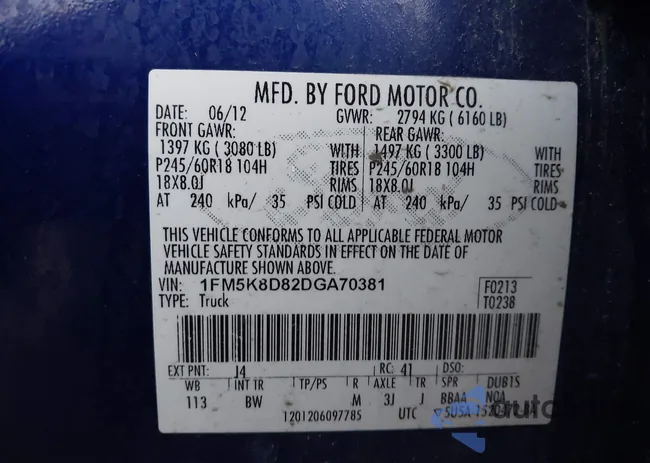 MFD. BY FORD MOTOR CO.
DATE: 06/12 GVWR: 2794 KG ( 6160 LB)
FRONT GAWR: REAR GAWR:
1397 KG ( 3080 LB) WITH 1497 KG ( 3300 LB) WITH
P245/60R18 104H TIRES P245/60R18 104H TIRES
18X8.0J RIMS 18X8.0J RIMS
AT 240 kPa/ 35 PSI COLD AT 240 kPa/ 35 PSI COLD
THIS VEHICLE CONFORMS TO ALL APPLICABLE FEDERAL MOTOR
VEHICLE SAFETY STANDARDS IN EFFECT ON THE DATE OF
MANUFACTURE SHOWN ABOVE.
VIN: 1FM5K8D82DGA70381 F0213
TYPE: Truck T0238
EXT PNT: J4 RC: 41 DSO:
WB INT TR TP/PS R AXLE TR SPR DUB1S
113 BW M 3J J BBAA NQA
1201206097785 UTC